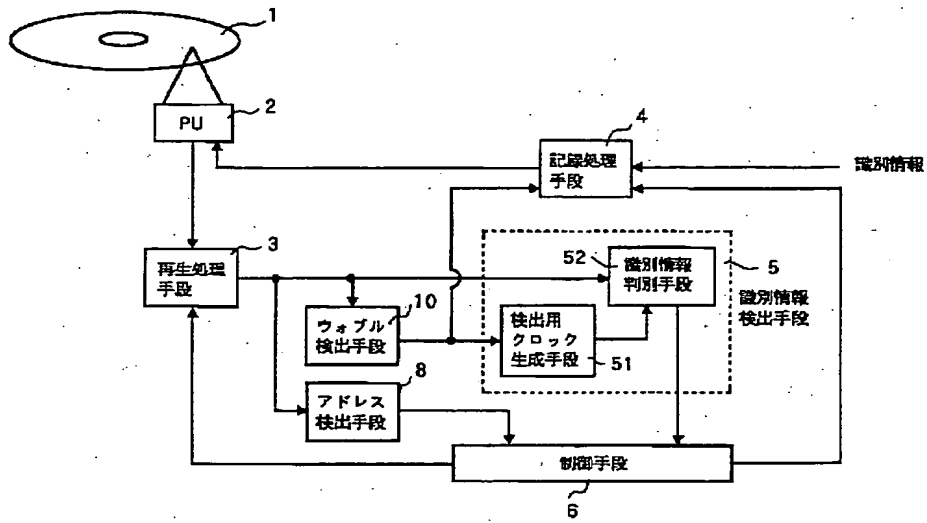 1
2
PU
4
記録処理
手段
識別情報
3
再生処理
手段
52
識別情報
判別手段
5
識別情報
検出手段
10
ウォブル
検出手段
検出用
クロック
生成手段
51
8
アドレス
検出手段
制御手段
6